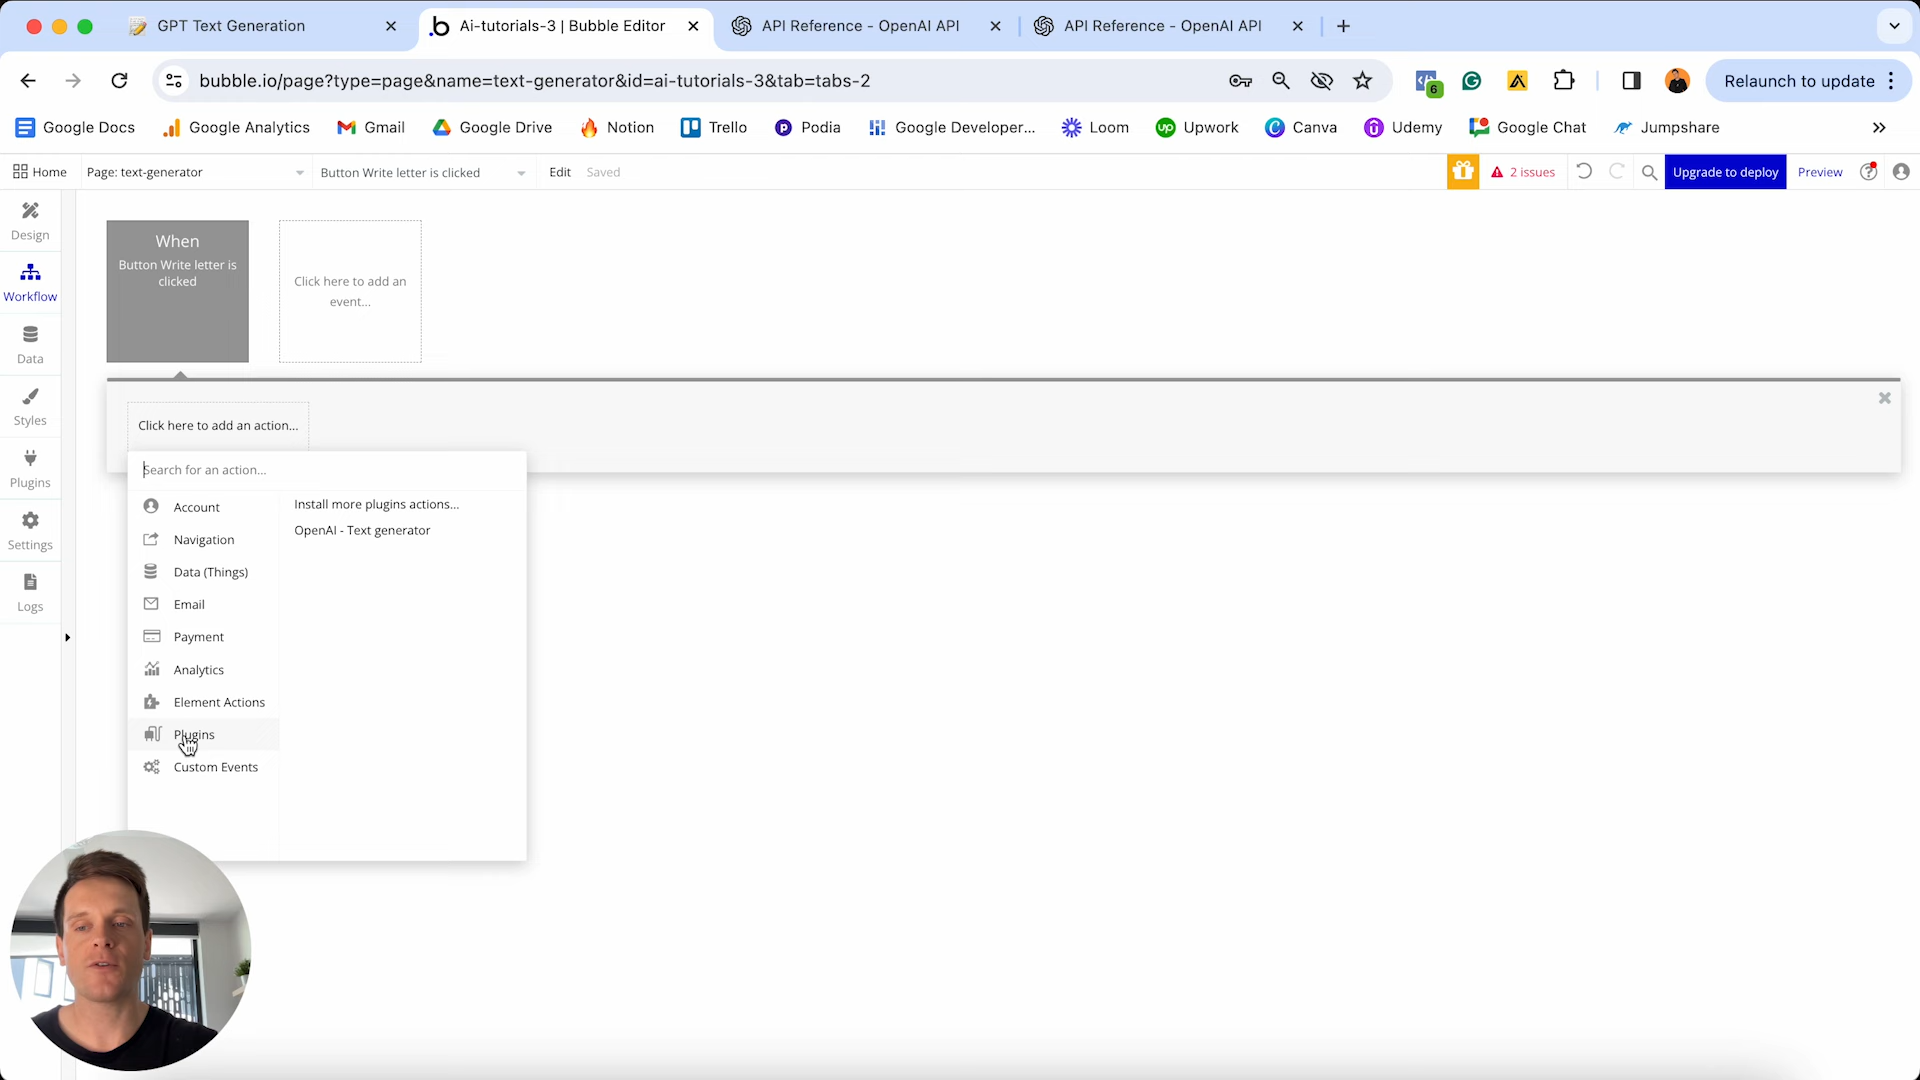 GPT Text Generation
Ai-tutorials-3 | Bubble Editor
API Reference - OpenAI API
API Reference - OpenAI API
bubble.io/page?type=page&name=text-generator&id=ai-tutorials-3&tab=tabs-2
6
Relaunch to update
Google Docs
Google Analytics
Gmail
Google Drive
Notion
Trello
Podia
Google Developer...
Loom
Upwork
Canva
Udemy
Google Chat
Jumpshare
Home
Page: text-generator
Button Write letter is clicked
Edit
Saved
2 issues
Upgrade to deploy
Preview
Design
Workflow
Data
Styles
Plugins
Settings
Logs
When
Button Write letter is
clicked
Click here to add an
event...
Click here to add an action...
Search for an action...
Account
Navigation
Data (Things)
Email
Payment
Analytics
Element Actions
Plugins
Custom Events
Install more plugins actions...
OpenAI - Text generator